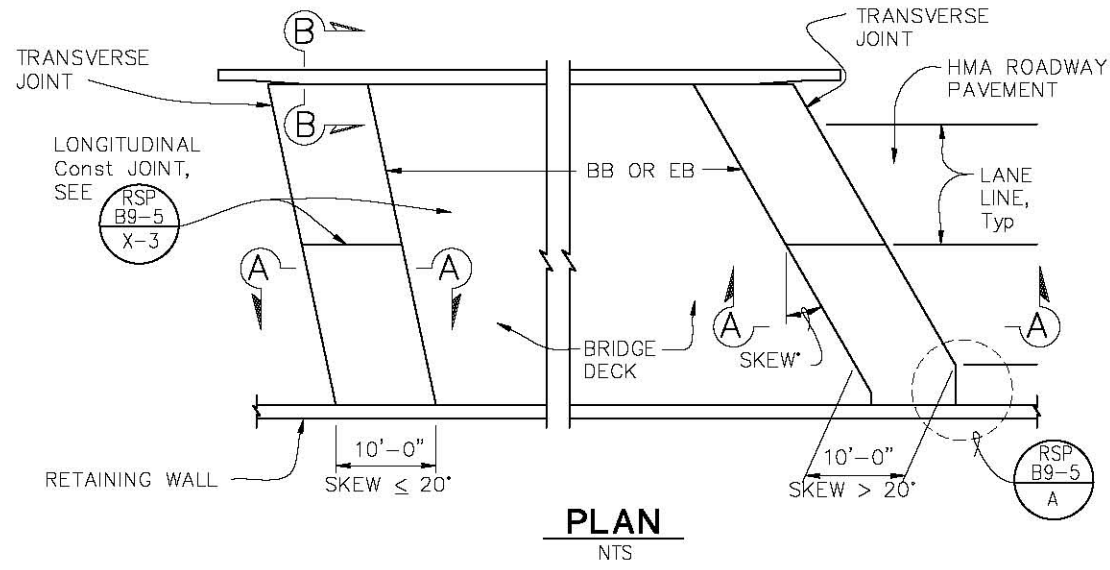 B
TRANSVERSE
JOINT
TRANSVERSE
JOINT
HMA ROADWAY
PAVEMENT
B
LONGITUDINAL
Const JOINT,
SEE
RSP
B9-5
X-3
BB OR EB
LANE
LINE,
Typ
A
A
A
A
SKEW°
BRIDGE
DECK
RETAINING WALL
10'-0"
SKEW ≤ 20°
10'-0"
SKEW > 20°
RSP
B9-5
A
PLAN
NTS